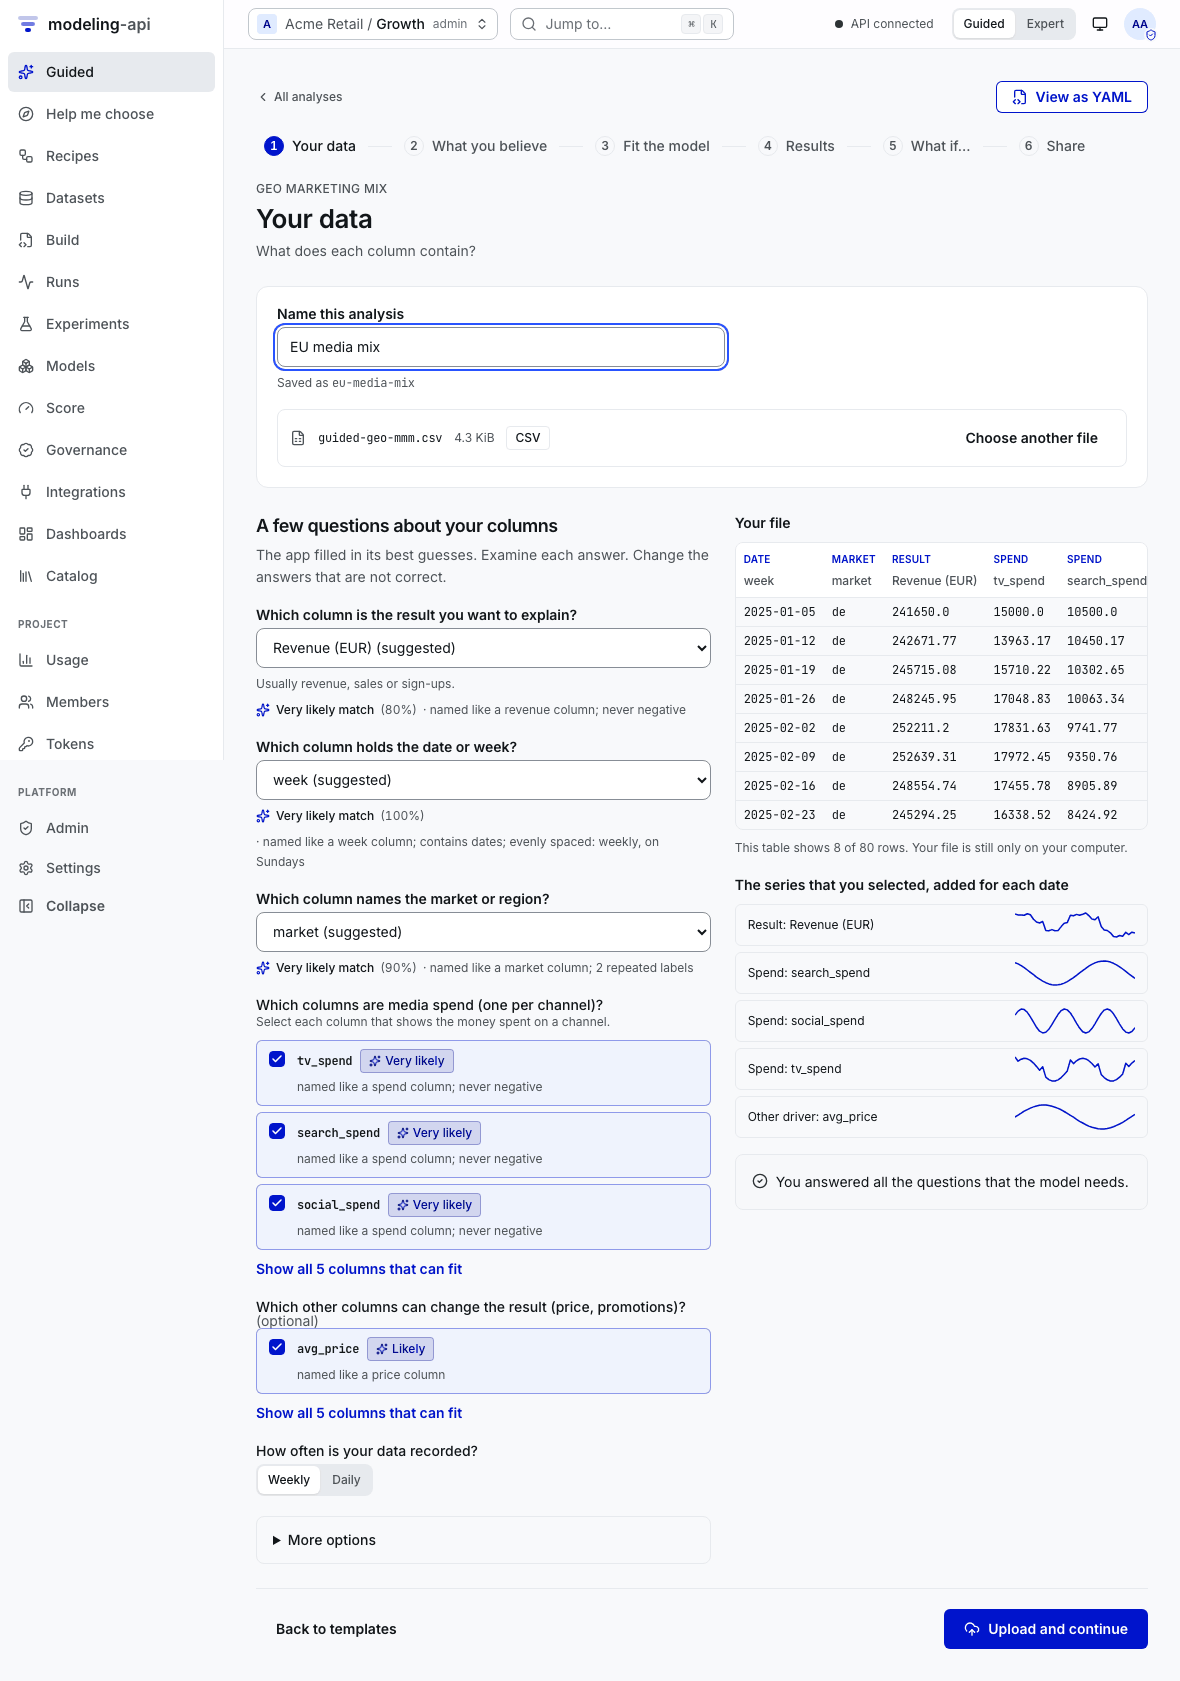 modeling-api
A Acme Retail / Growth admin
Jump to... ⌘ K
API connected
Guided Expert
AA
Guided
Help me choose
Recipes
Datasets
Build
Runs
Experiments
Models
Score
Governance
Integrations
Dashboards
Catalog
PROJECT
Usage
Members
Tokens
PLATFORM
Admin
Settings
Collapse
All analyses
View as YAML
1 Your data 2 What you believe 3 Fit the model 4 Results 5 What if... 6 Share
GEO MARKETING MIX
Your data
What does each column contain?
Name this analysis
EU media mix
Saved as eu-media-mix
guided-geo-mmm.csv 4.3 KiB CSV Choose another file
A few questions about your columns
The app filled in its best guesses. Examine each answer. Change the
answers that are not correct.
Which column is the result you want to explain?
Revenue (EUR) (suggested)
Usually revenue, sales or sign-ups.
Very likely match (80%) · named like a revenue column; never negative
Which column holds the date or week?
week (suggested)
Very likely match (100%)
· named like a week column; contains dates; evenly spaced: weekly, on
Sundays
Which column names the market or region?
market (suggested)
Very likely match (90%) · named like a market column; 2 repeated labels
Which columns are media spend (one per channel)?
Select each column that shows the money spent on a channel.
tv_spend Very likely
named like a spend column; never negative
search_spend Very likely
named like a spend column; never negative
social_spend Very likely
named like a spend column; never negative
Show all 5 columns that can fit
Which other columns can change the result (price, promotions)?
(optional)
avg_price Likely
named like a price column
Show all 5 columns that can fit
How often is your data recorded?
Weekly Daily
More options
Your file
DATE MARKET RESULT SPEND SPEND
week market Revenue (EUR) tv_spend search_spend
2025-01-05 de 241650.0 15000.0 10500.0
2025-01-12 de 242671.77 13963.17 10450.17
2025-01-19 de 245715.08 15710.22 10302.65
2025-01-26 de 248245.95 17048.83 10063.34
2025-02-02 de 252211.2 17831.63 9741.77
2025-02-09 de 252639.31 17972.45 9350.76
2025-02-16 de 248554.74 17455.78 8905.89
2025-02-23 de 245294.25 16338.52 8424.92
This table shows 8 of 80 rows. Your file is still only on your computer.
The series that you selected, added for each date
Result: Revenue (EUR)
Spend: search_spend
Spend: social_spend
Spend: tv_spend
Other driver: avg_price
You answered all the questions that the model needs.
Back to templates
Upload and continue